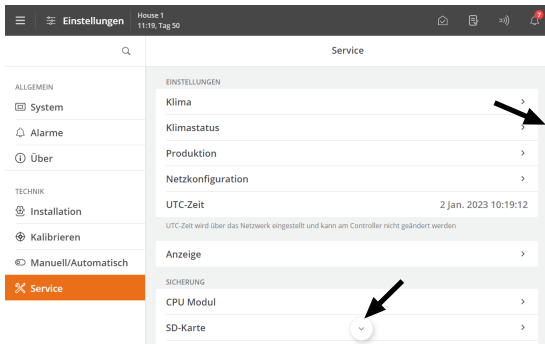 Einstellungen
House 1
11:19, Tag 50
7
Service
ALLGEMEIN
System
Alarme
Über
TECHNIK
Installation
Kalibrieren
Manuell/Automatisch
Service
EINSTELLUNGEN
Klima
Klimastatus
Produktion
Netzkonfiguration
UTC-Zeit 2 Jan. 2023 10:19:12
UTC-Zeit wird über das Netzwerk eingestellt und kann am Controller nicht geändert werden
Anzeige
SICHERUNG
CPU Modul
SD-Karte